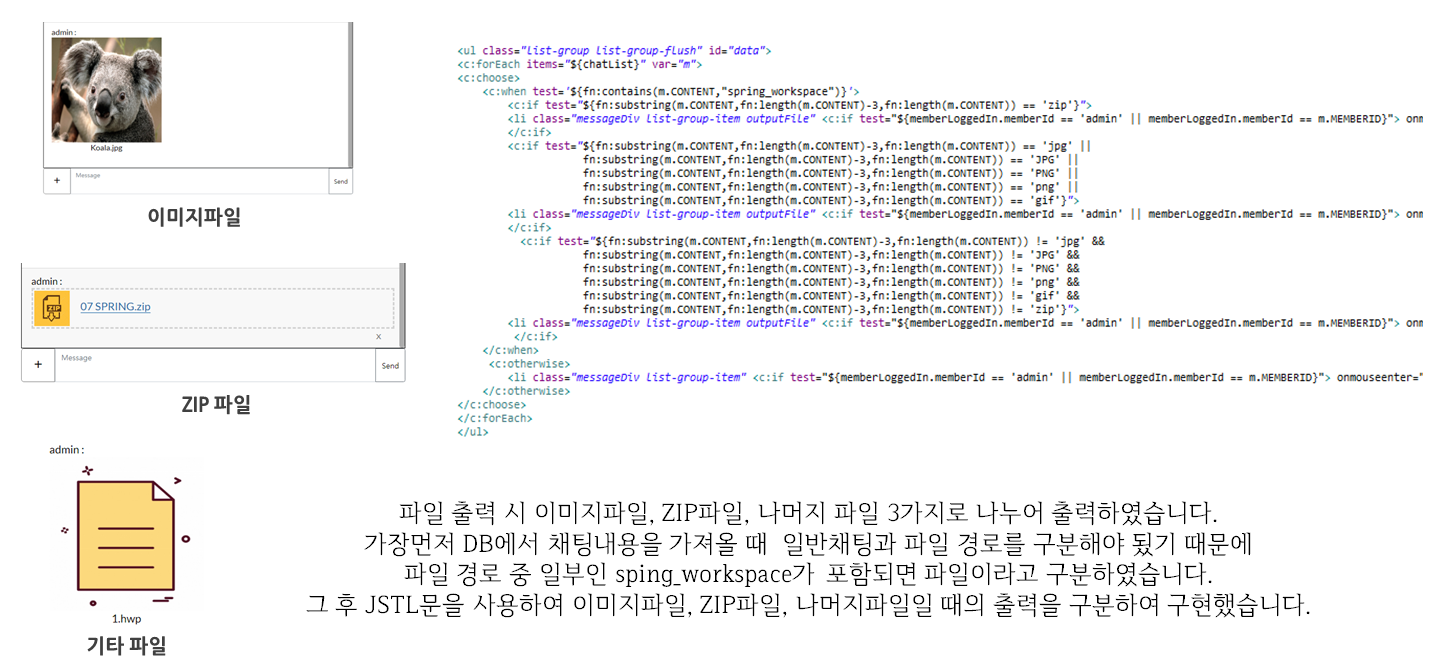 admin :
Koala.jpg
+
Message
Send
이미지파일
admin :
ZIP
07 SPRING.zip
x
+
Message
Send
ZIP 파일
admin :
1.hwp
기타 파일
<ul class="list-group list-group-flush" id="data">
<c:forEach items="${chatList}" var="m">
<c:choose>
<c:when test='${fn:contains(m.CONTENT,"spring_workspace")}'>
<c:if test="${fn:substring(m.CONTENT,fn:length(m.CONTENT)-3,fn:length(m.CONTENT)) == 'zip'}">
<li class="messageDiv list-group-item outputFile" <c:if test="${memberLoggedIn.memberId == 'admin' || memberLoggedIn.memberId == m.MEMBERID}"> onm
</c:if>
<c:if test="${fn:substring(m.CONTENT,fn:length(m.CONTENT)-3,fn:length(m.CONTENT)) == 'jpg' ||
fn:substring(m.CONTENT,fn:length(m.CONTENT)-3,fn:length(m.CONTENT)) == 'JPG' ||
fn:substring(m.CONTENT,fn:length(m.CONTENT)-3,fn:length(m.CONTENT)) == 'PNG' ||
fn:substring(m.CONTENT,fn:length(m.CONTENT)-3,fn:length(m.CONTENT)) == 'png' ||
fn:substring(m.CONTENT,fn:length(m.CONTENT)-3,fn:length(m.CONTENT)) == 'gif'}">
<li class="messageDiv list-group-item outputFile" <c:if test="${memberLoggedIn.memberId == 'admin' || memberLoggedIn.memberId == m.MEMBERID}"> onm
</c:if>
<c:if test="${fn:substring(m.CONTENT,fn:length(m.CONTENT)-3,fn:length(m.CONTENT)) != 'jpg' &&
fn:substring(m.CONTENT,fn:length(m.CONTENT)-3,fn:length(m.CONTENT)) != 'JPG' &&
fn:substring(m.CONTENT,fn:length(m.CONTENT)-3,fn:length(m.CONTENT)) != 'PNG' &&
fn:substring(m.CONTENT,fn:length(m.CONTENT)-3,fn:length(m.CONTENT)) != 'png' &&
fn:substring(m.CONTENT,fn:length(m.CONTENT)-3,fn:length(m.CONTENT)) != 'gif' &&
fn:substring(m.CONTENT,fn:length(m.CONTENT)-3,fn:length(m.CONTENT)) != 'zip'}">
<li class="messageDiv list-group-item outputFile" <c:if test="${memberLoggedIn.memberId == 'admin' || memberLoggedIn.memberId == m.MEMBERID}"> onm
</c:if>
</c:when>
<c:otherwise>
<li class="messageDiv list-group-item" <c:if test="${memberLoggedIn.memberId == 'admin' || memberLoggedIn.memberId == m.MEMBERID}"> onmouseenter="
</c:otherwise>
</c:choose>
</c:forEach>
</ul>
파일 출력 시 이미지파일, ZIP파일, 나머지 파일 3가지로 나누어 출력하였습니다.
가장먼저 DB에서 채팅내용을 가져올 때 일반채팅과 파일 경로를 구분해야 됬기 때문에
파일 경로 중 일부인 sping_workspace가 포함되면 파일이라고 구분하였습니다.
그 후 JSTL문을 사용하여 이미지파일, ZIP파일, 나머지파일일 때의 출력을 구분하여 구현했습니다.